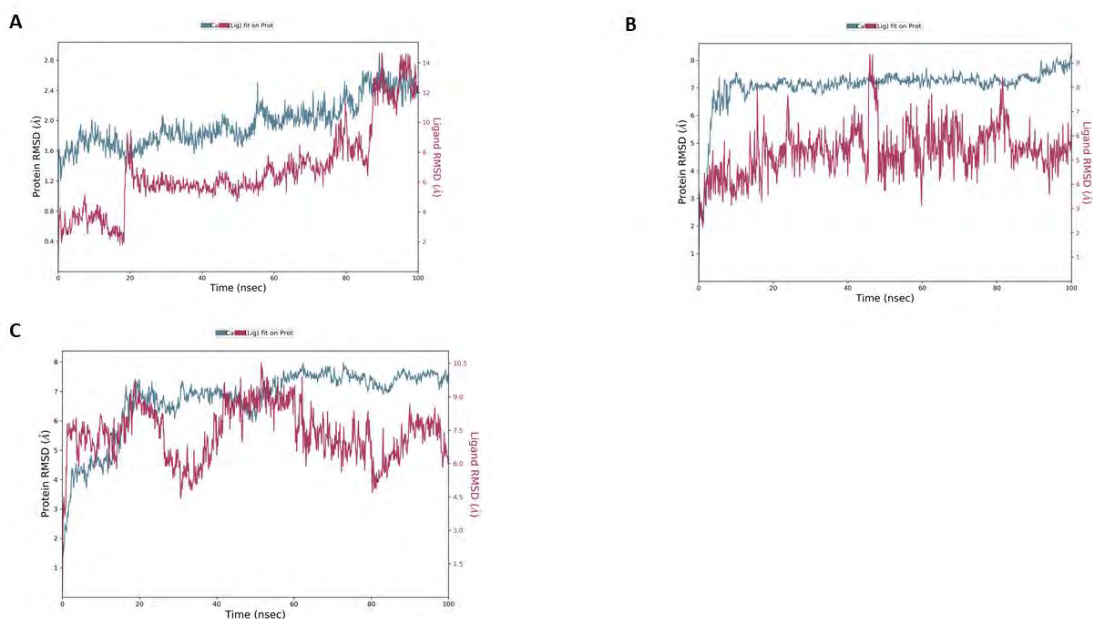 A
Cα (Lig) fit on Prot
Protein RMSD (Å)
2.8
2.4
2.0
1.6
1.2
0.8
0.4
14
12
10
8
6
4
2
Ligand RMSD (Å)
0 20 40 60 80 100
Time (nsec)
B
Cα (Lig) fit on Prot
Protein RMSD (Å)
8
7
6
5
4
3
2
1
9
8
7
6
5
4
3
2
1
Ligand RMSD (Å)
0 20 40 60 80 100
Time (nsec)
C
Cα (Lig) fit on Prot
Protein RMSD (Å)
8
7
6
5
4
3
2
1
10.5
9.0
7.5
6.0
4.5
3.0
1.5
Ligand RMSD (Å)
0 20 40 60 80 100
Time (nsec)